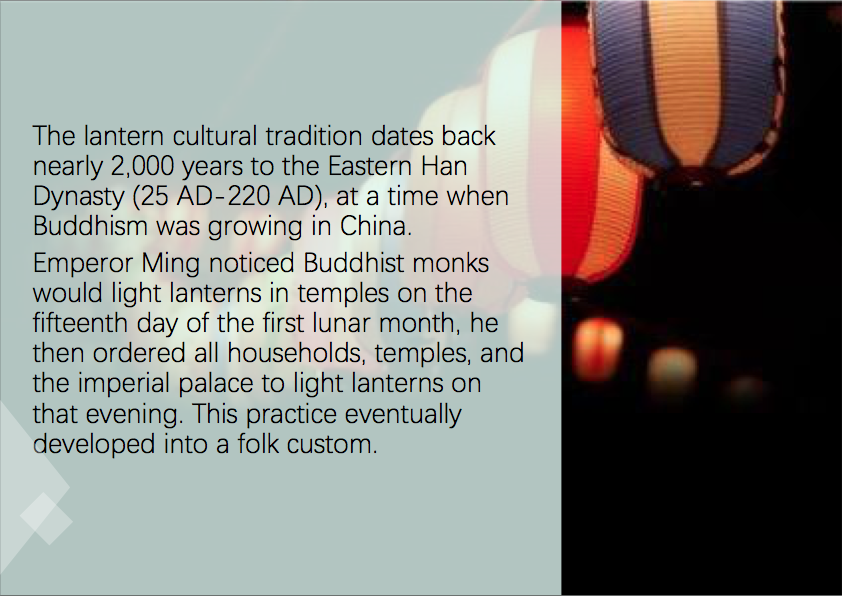 The lantern cultural tradition dates back
nearly 2,000 years to the Eastern Han
Dynasty (25 AD-220 AD), at a time when
Buddhism was growing in China.
Emperor Ming noticed Buddhist monks
would light lanterns in temples on the
fifteenth day of the first lunar month, he
then ordered all households, temples, and
the imperial palace to light lanterns on
that evening. This practice eventually
developed into a folk custom.